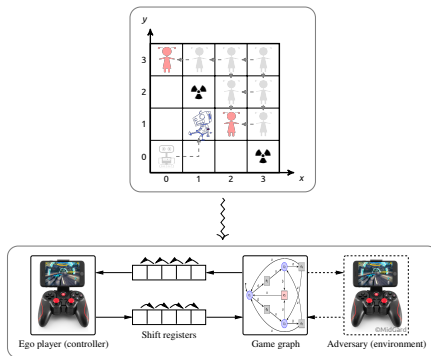 y
3
2
1
0
0 1 2 3
x
©MidGard
Ego player (controller) Shift registers Game graph Adversary (environment)